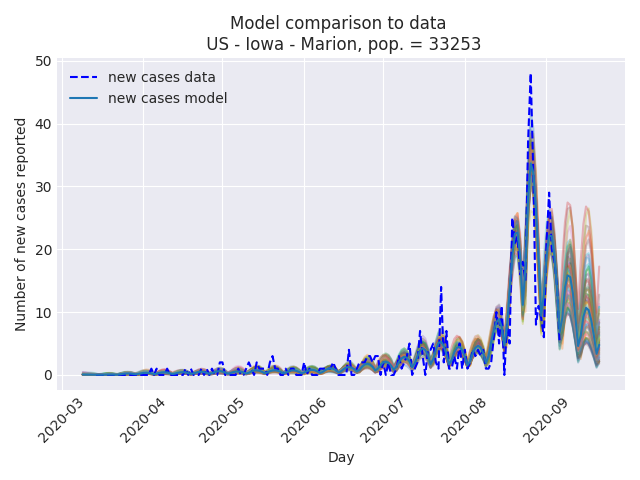 Model comparison to data
US - Iowa - Marion, pop. = 33253
Number of new cases reported
50
40
30
20
10
0
new cases data
new cases model
2020-03
2020-04
2020-05
2020-06
2020-07
2020-08
2020-09
Day